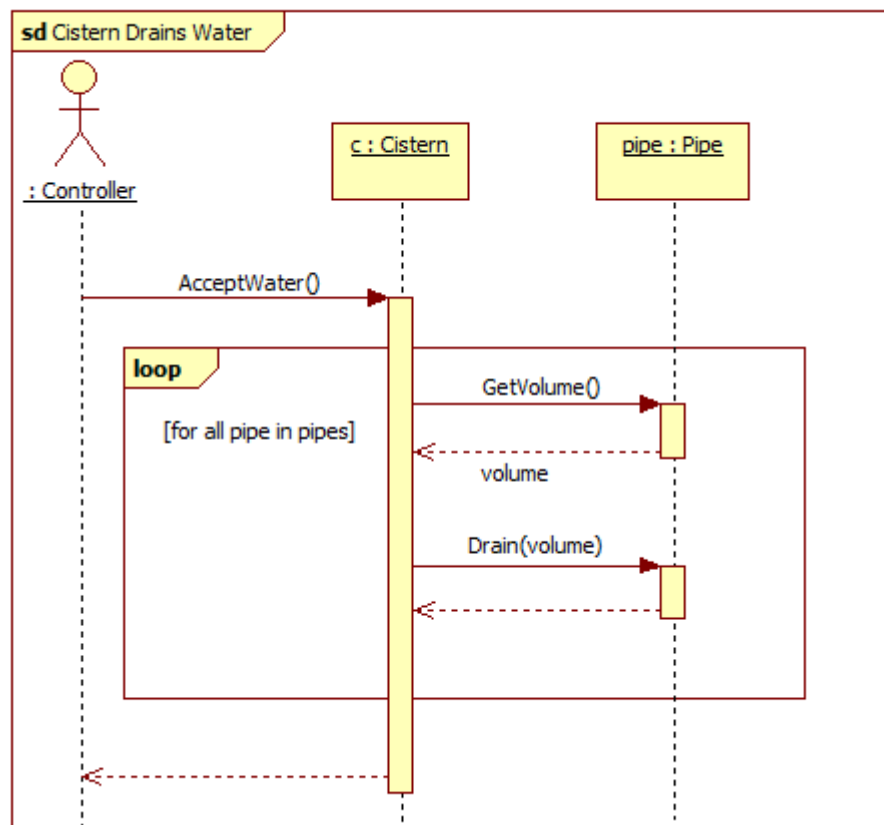 sd Cistern Drains Water
: Controller
c : Cistern
pipe : Pipe
AcceptWater()
loop
[for all pipe in pipes]
GetVolume()
volume
Drain(volume)